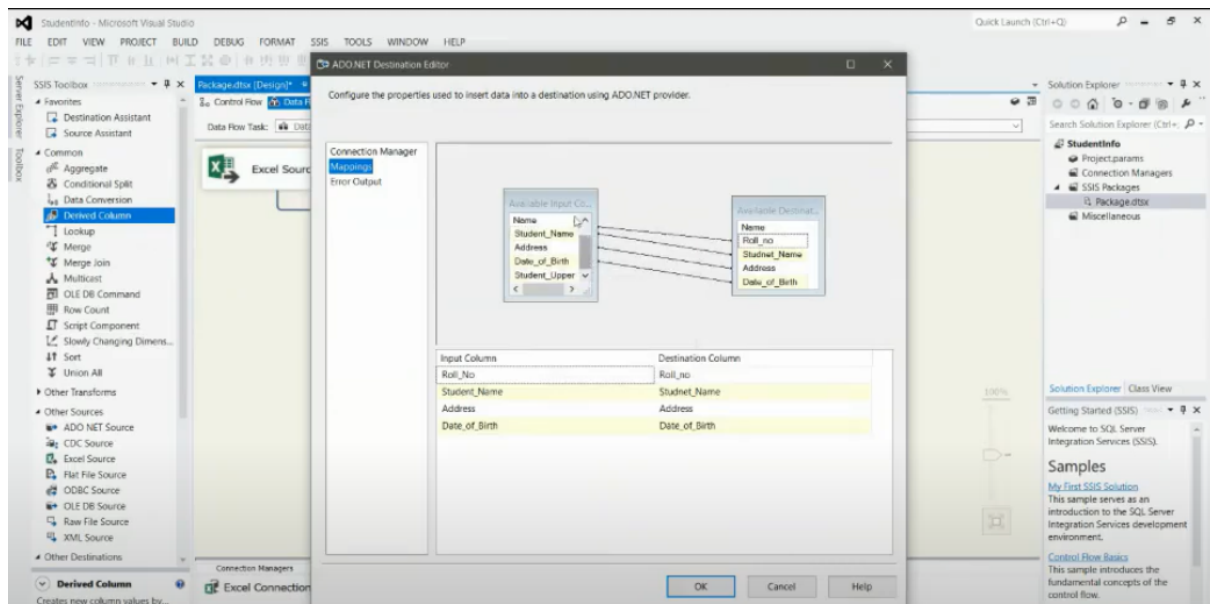 StudentInfo - Microsoft Visual Studio
Quick Launch (Ctrl+Q)
FILE EDIT VIEW PROJECT BUILD DEBUG FORMAT SSIS TOOLS WINDOW HELP
Server Explorer
Toolbox
SSIS Toolbox
Favorites
Destination Assistant
Source Assistant
Common
Aggregate
Conditional Split
Data Conversion
Derived Column
Lookup
Merge
Merge Join
Multicast
OLE DB Command
Row Count
Script Component
Slowly Changing Dimens...
Sort
Union All
Other Transforms
Other Sources
ADO NET Source
CDC Source
Excel Source
Flat File Source
ODBC Source
OLE DB Source
Raw File Source
XML Source
Other Destinations
Derived Column
Creates new column values by...
Package.dtsx [Design]*
Control Flow Data F
Data Flow Task: Dat
Excel Sourc
Connection Managers
Excel Connection
100%
ADO.NET Destination Editor
Configure the properties used to insert data into a destination using ADO.NET provider.
Connection Manager
Mappings
Error Output
Available Input Co...
Name
Student_Name
Address
Date_of_Birth
Student_Upper
Available Destinat...
Name
Roll_no
Studnet_Name
Address
Date_of_Birth
Input Column Destination Column
Roll_No Roll_no
Student_Name Studnet_Name
Address Address
Date_of_Birth Date_of_Birth
OK Cancel Help
Solution Explorer
Search Solution Explorer (Ctrl+;
StudentInfo
Project.params
Connection Managers
SSIS Packages
Package.dtsx
Miscellaneous
Solution Explorer Class View
Getting Started (SSIS)
Welcome to SQL Server
Integration Services (SSIS).
Samples
My First SSIS Solution
This sample serves as an
introduction to the SQL Server
Integration Services development
environment.
Control Flow Basics
This sample introduces the
fundamental concepts of the
control flow.